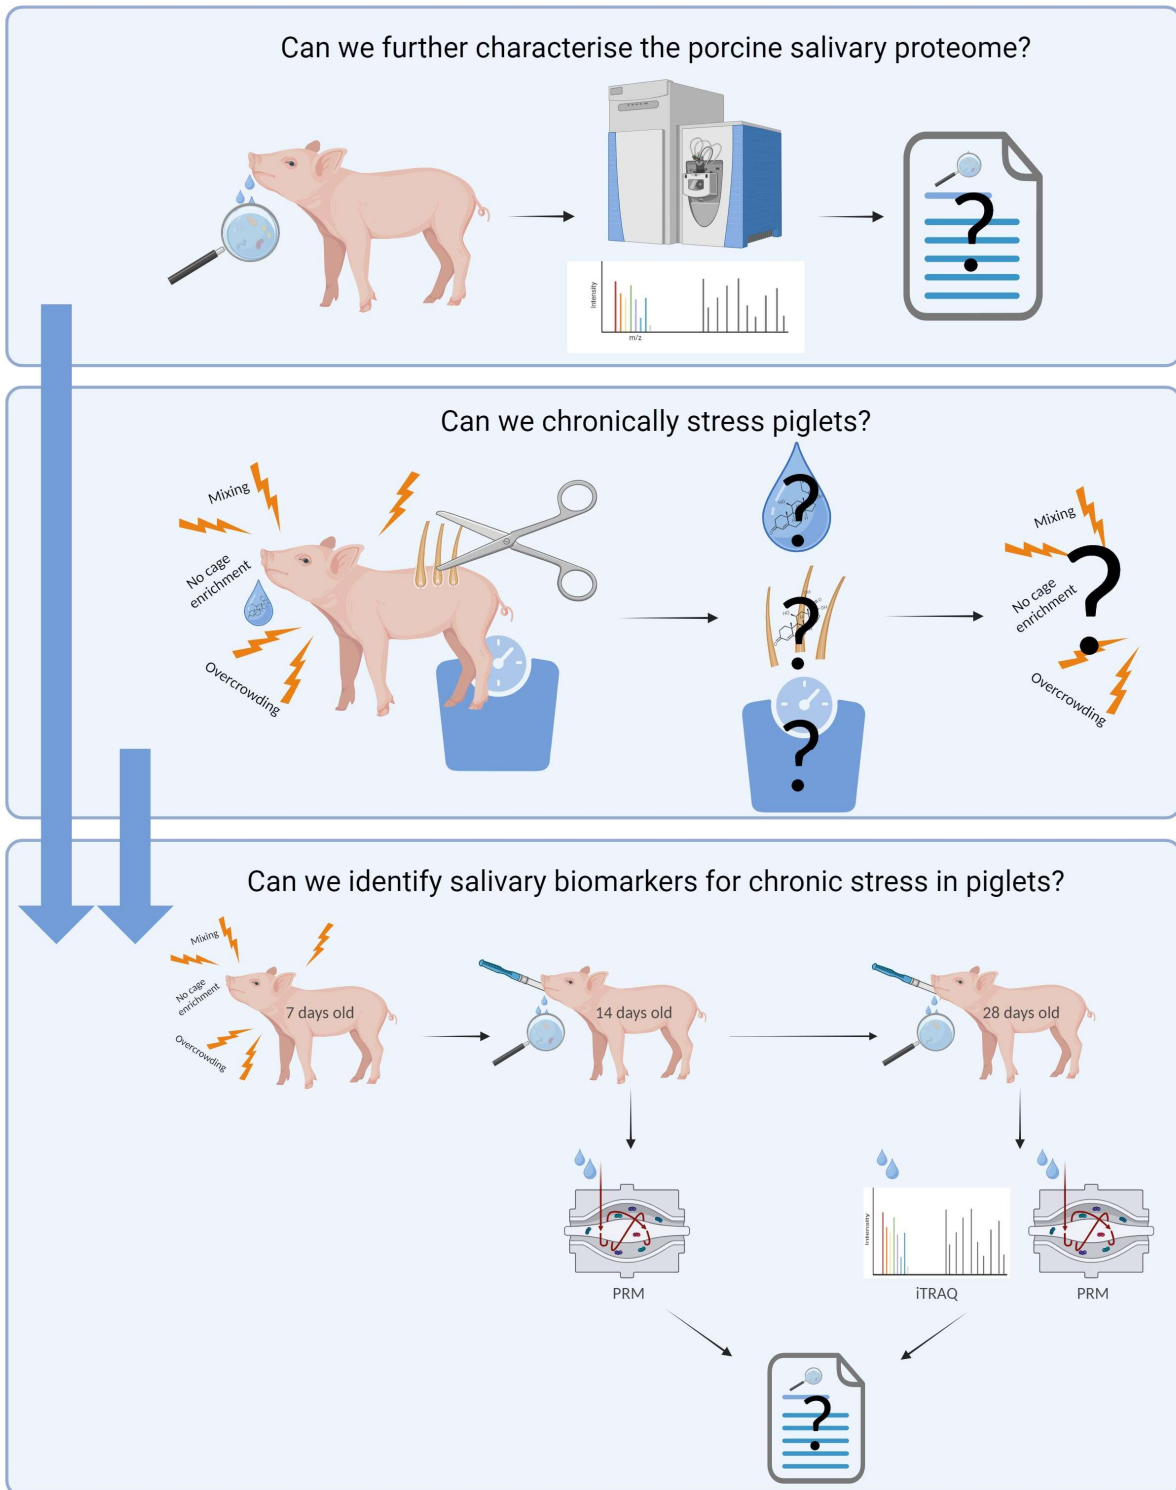 Can we further characterise the porcine salivary proteome?
?
Intensity
m/z
Can we chronically stress piglets?
Mixing
No cage
enrichment
Overcrowding
?
?
?
Mixing
No cage
enrichment
Overcrowding
?
Can we identify salivary biomarkers for chronic stress in piglets?
Mixing
No cage
enrichment
Overcrowding
7 days old
14 days old
28 days old
PRM
Intensity
iTRAQ
PRM
?